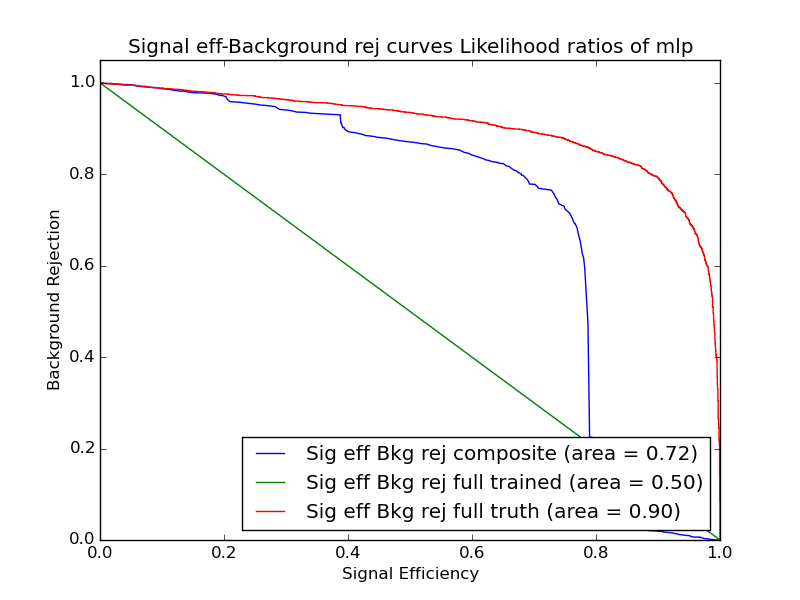 Signal eff-Background rej curves Likelihood ratios of mlp
1.0
0.8
0.6
0.4
0.2
0.0
Background Rejection
Sig eff Bkg rej composite (area = 0.72)
Sig eff Bkg rej full trained (area = 0.50)
Sig eff Bkg rej full truth (area = 0.90)
0.0 0.2 0.4 0.6 0.8 1.0
Signal Efficiency